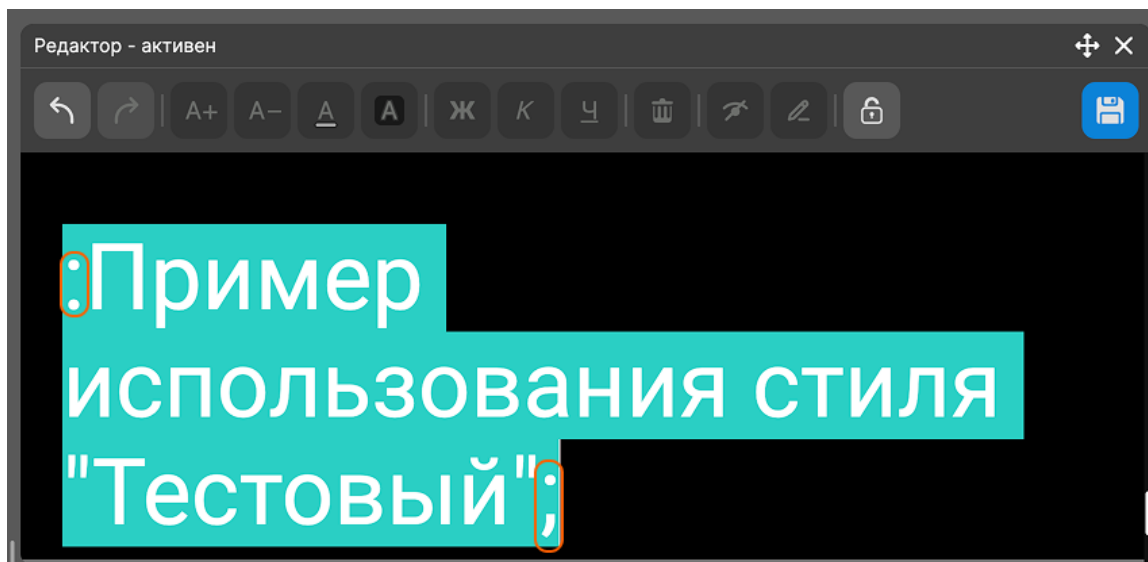 Редактор - активен
A+ A- A A Ж К Ч
:Пример
использования стиля
"Тестовый";